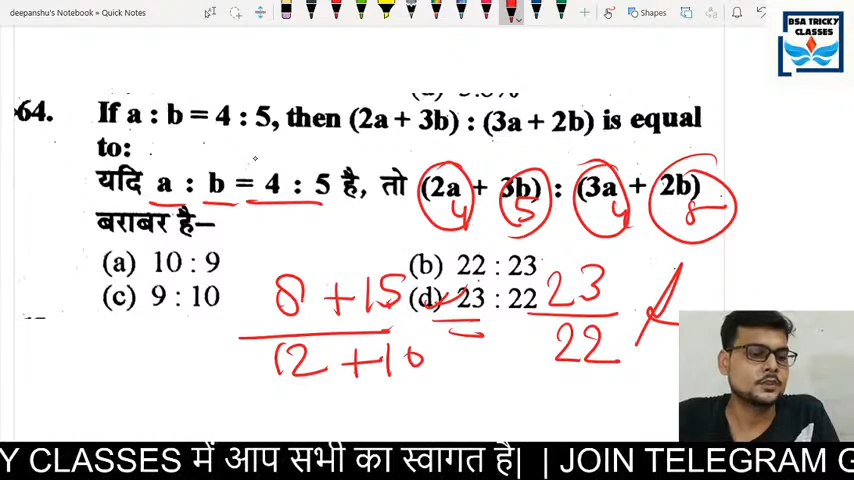 deepanshu's Notebook » Quick Notes
Shapes
BSA TRICKY
CLASSES
64.
If a : b = 4 : 5, then (2a + 3b) : (3a + 2b) is equal
to:
यदि a : b = 4 : 5 है, तो (2a + 3b) : (3a + 2b)
4 5 4
बराबर है–
(a) 10 : 9
(b) 22 : 23
(c) 9 : 10
(d) 23 : 22
8 + 15
12 + 10
23
22
Y CLASSES में आप सभी का स्वागत है| | JOIN TELEGRAM G